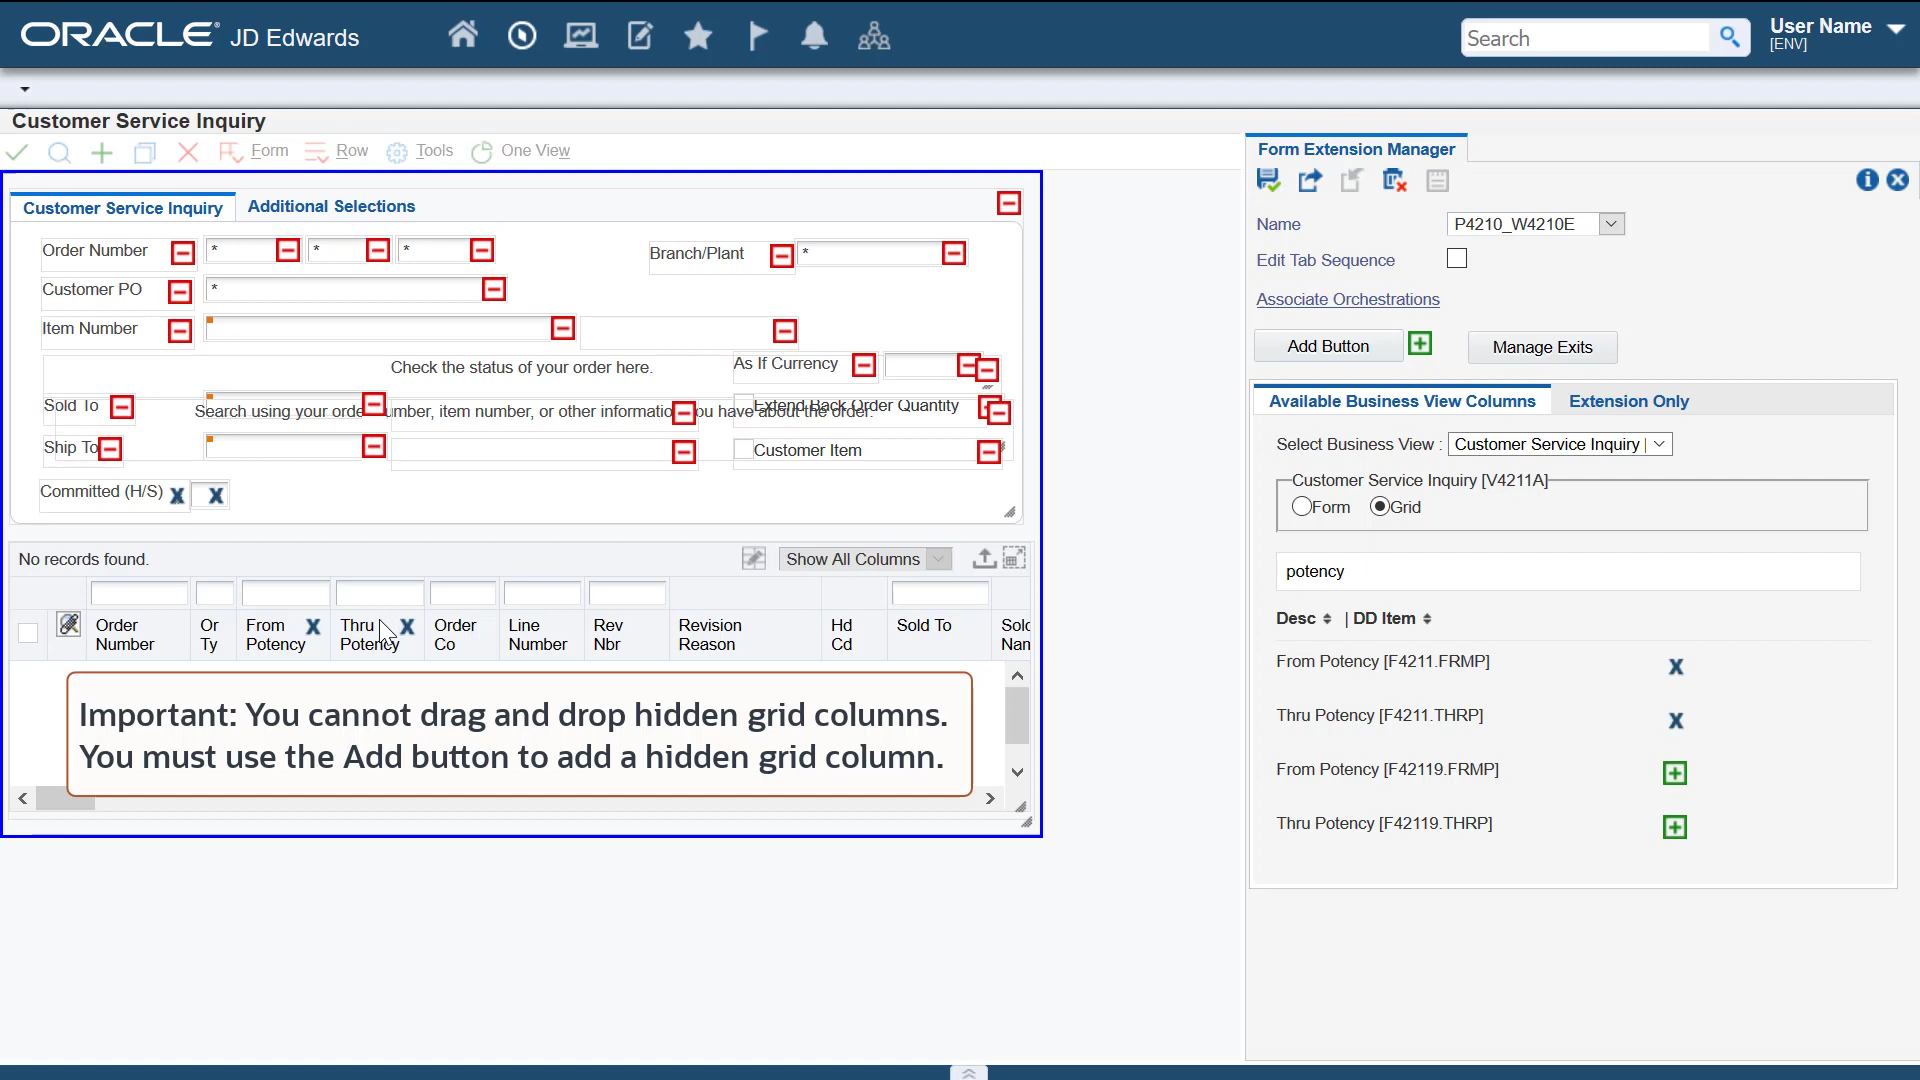 ORACLE® JD Edwards
Search
User Name
[ENV]
Customer Service Inquiry
Form Row Tools One View
Customer Service Inquiry Additional Selections
Order Number * * * Branch/Plant *
Customer PO *
Item Number
Check the status of your order here. As If Currency
Sold To Search using your order number, item number, or other information you have about the order. Extend Back Order Quantity
Ship To Customer Item
Committed (H/S) X X
No records found. Show All Columns
Order Number
Or Ty
From Potency X
Thru Potency X
Order Co
Line Number
Rev Nbr
Revision Reason
Hd Cd
Sold To
Important: You cannot drag and drop hidden grid columns.
You must use the Add button to add a hidden grid column.
Form Extension Manager
Name P4210_W4210E
Edit Tab Sequence
Associate Orchestrations
Add Button Manage Exits
Available Business View Columns Extension Only
Select Business View : Customer Service Inquiry |
Customer Service Inquiry [V4211A]
Form Grid
potency
Desc | DD Item
From Potency [F4211.FRMP] X
Thru Potency [F4211.THRP] X
From Potency [F42119.FRMP]
Thru Potency [F42119.THRP]